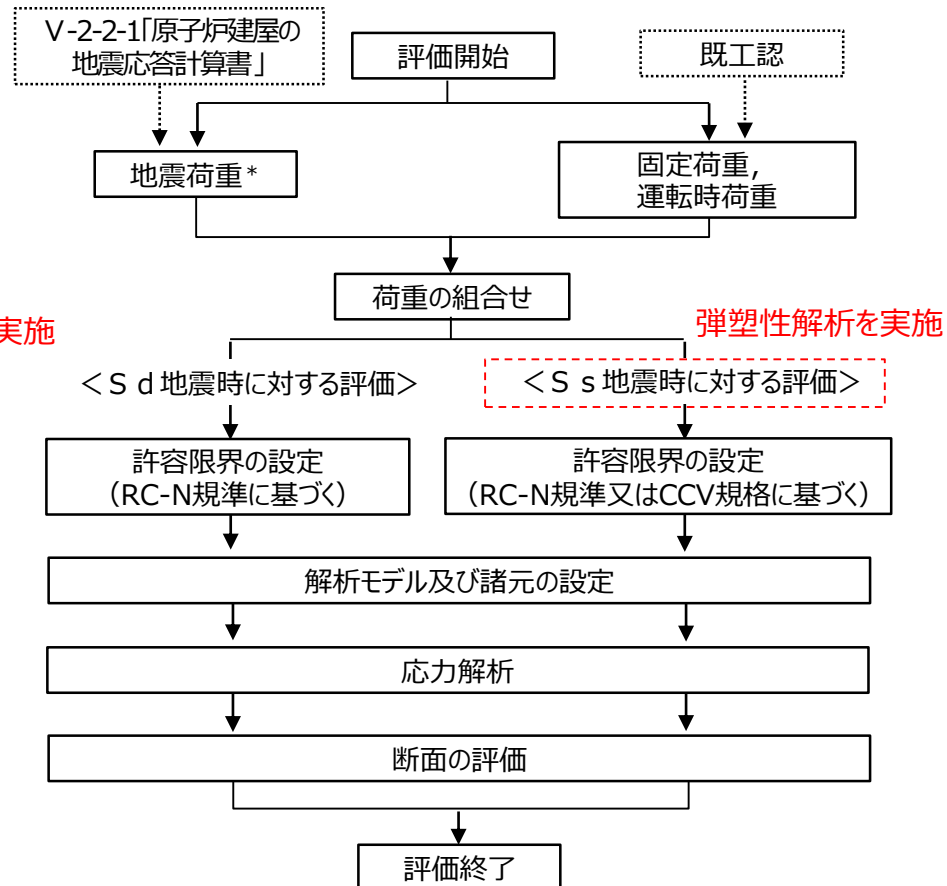 Ⅴ-2-2-1「原子炉建屋の
地震応答計算書」
評価開始
既工認
地震荷重*
固定荷重,
運転時荷重
荷重の組合せ
実施
弾塑性解析を実施
＜Ｓｄ地震時に対する評価＞
＜Ｓｓ地震時に対する評価＞
許容限界の設定
（RC-N規準に基づく）
許容限界の設定
（RC-N規準又はCCV規格に基づく）
解析モデル及び諸元の設定
応力解析
断面の評価
評価終了